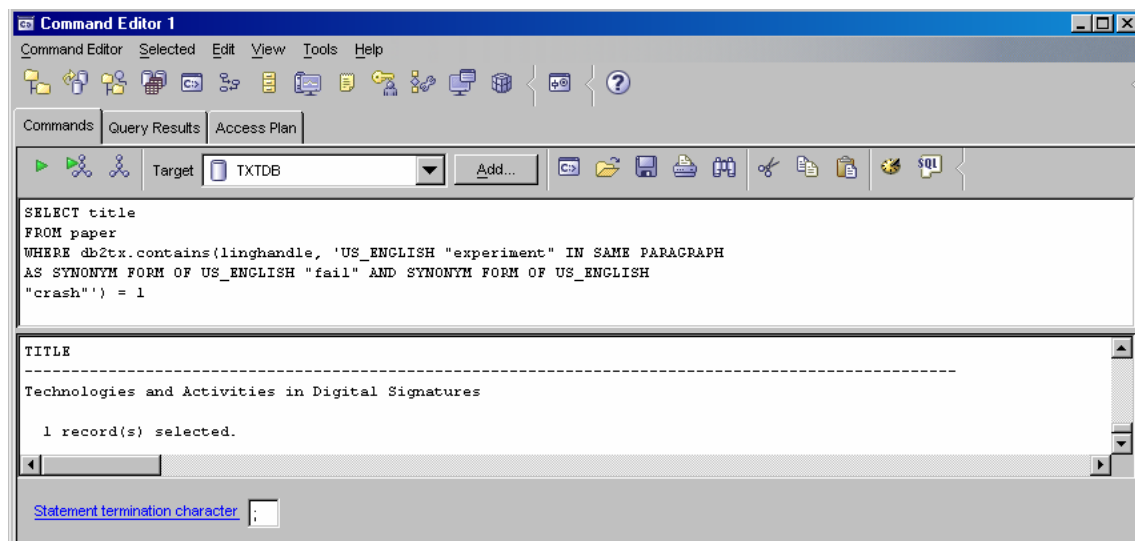 Command Editor 1
Command Editor Selected Edit View Tools Help
Commands Query Results Access Plan
Target TXTDB Add...
SELECT title
FROM paper
WHERE db2tx.contains(linghandle, 'US_ENGLISH "experiment" IN SAME PARAGRAPH
AS SYNONYM FORM OF US_ENGLISH "fail" AND SYNONYM FORM OF US_ENGLISH
"crash"') = 1
TITLE
----------------------------------------------------------------------------------------------------
Technologies and Activities in Digital Signatures
1 record(s) selected.
Statement termination character ;